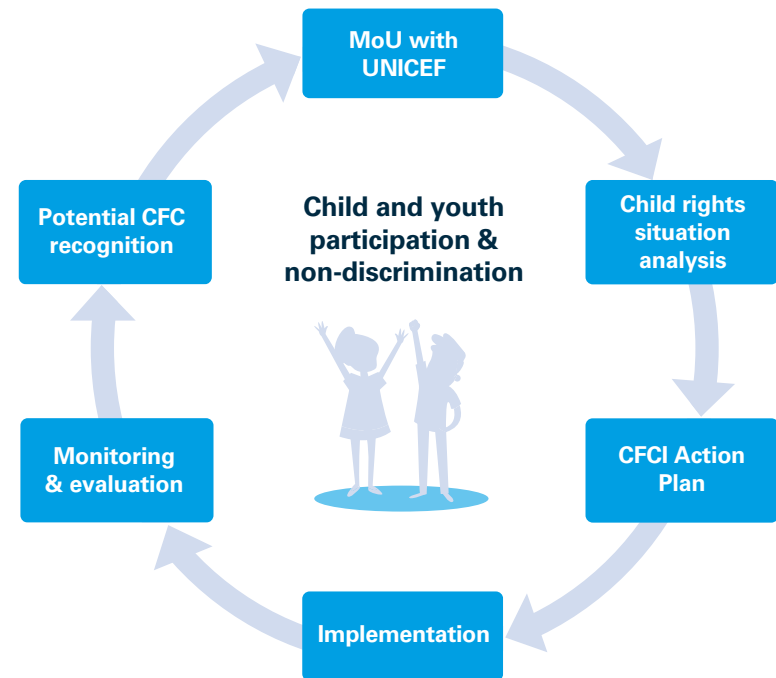 MoU with
UNICEF
Child rights
situation
analysis
CFCI Action
Plan
Implementation
Monitoring
& evaluation
Potential CFC
recognition
Child and youth
participation &
non-discrimination